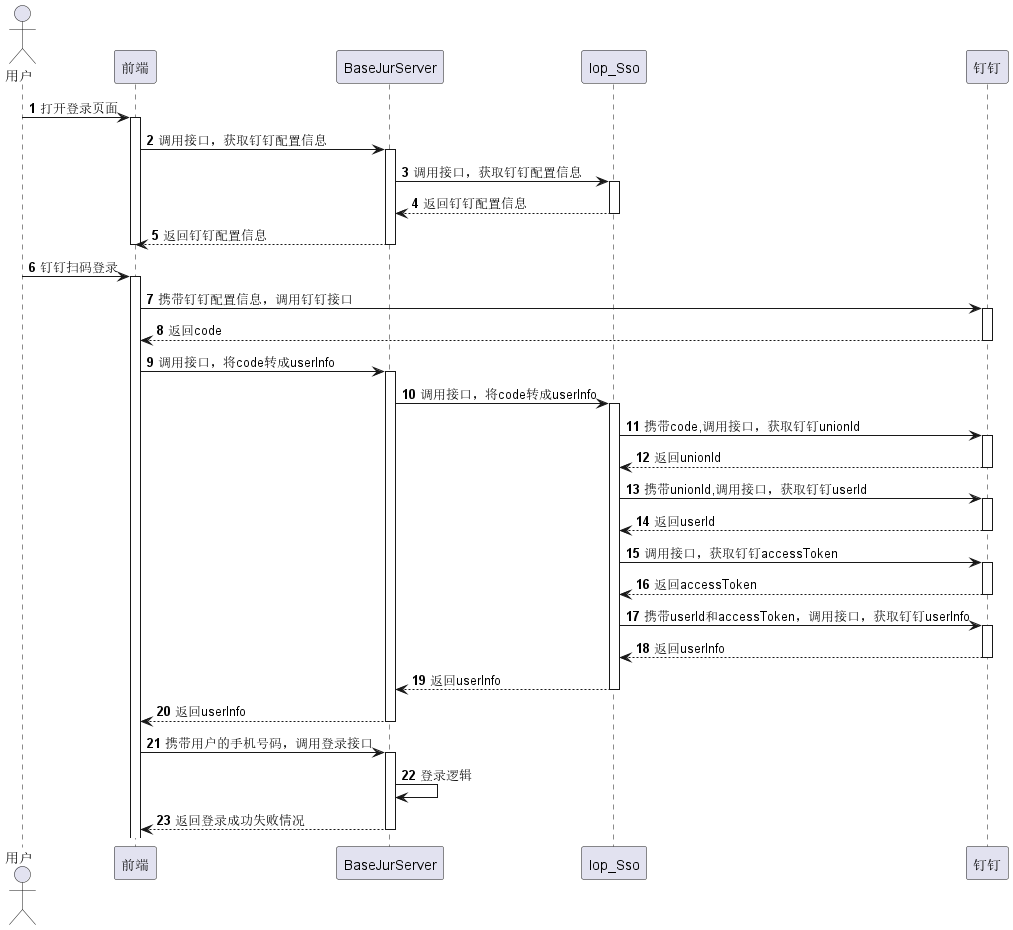 用户
前端
BaseJurServer
Iop_Sso
钉钉
1 打开登录页面
2 调用接口，获取钉钉配置信息
3 调用接口，获取钉钉配置信息
4 返回钉钉配置信息
5 返回钉钉配置信息
6 钉钉扫码登录
7 携带钉钉配置信息，调用钉钉接口
8 返回code
9 调用接口，将code转成userInfo
10 调用接口，将code转成userInfo
11 携带code,调用接口，获取钉钉unionId
12 返回unionId
13 携带unionId,调用接口，获取钉钉userId
14 返回userId
15 调用接口，获取钉钉accessToken
16 返回accessToken
17 携带userId和accessToken，调用接口，获取钉钉userInfo
18 返回userInfo
19 返回userInfo
20 返回userInfo
21 携带用户的手机号码，调用登录接口
22 登录逻辑
23 返回登录成功失败情况
用户
前端
BaseJurServer
Iop_Sso
钉钉